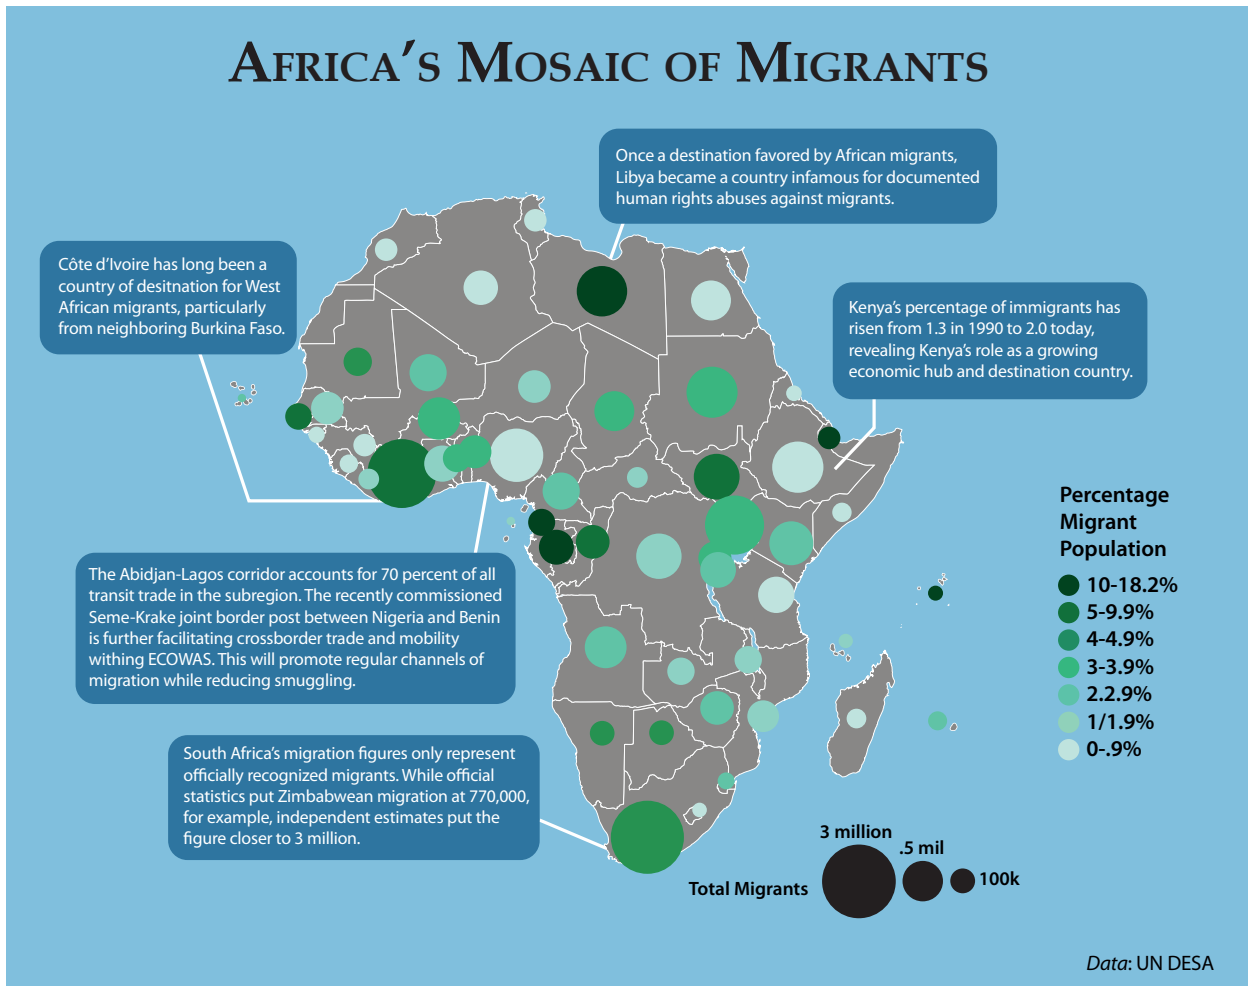 Africa's Mosaic of Migrants
Once a destination favored by African migrants,
Libya became a country infamous for documented
human rights abuses against migrants.
Côte d'Ivoire has long been a
country of desitnation for West
African migrants, particularly
from neighboring Burkina Faso.
Kenya's percentage of immigrants has
risen from 1.3 in 1990 to 2.0 today,
revealing Kenya's role as a growing
economic hub and destination country.
The Abidjan-Lagos corridor accounts for 70 percent of all
transit trade in the subregion. The recently commissioned
Seme-Krake joint border post between Nigeria and Benin
is further facilitating crossborder trade and mobility
withing ECOWAS. This will promote regular channels of
migration while reducing smuggling.
South Africa's migration figures only represent
officially recognized migrants. While official
statistics put Zimbabwean migration at 770,000,
for example, independent estimates put the
figure closer to 3 million.
Percentage
Migrant
Population
10-18.2%
5-9.9%
4-4.9%
3-3.9%
2.2.9%
1/1.9%
0-.9%
3 million
.5 mil
100k
Total Migrants
Data: UN DESA